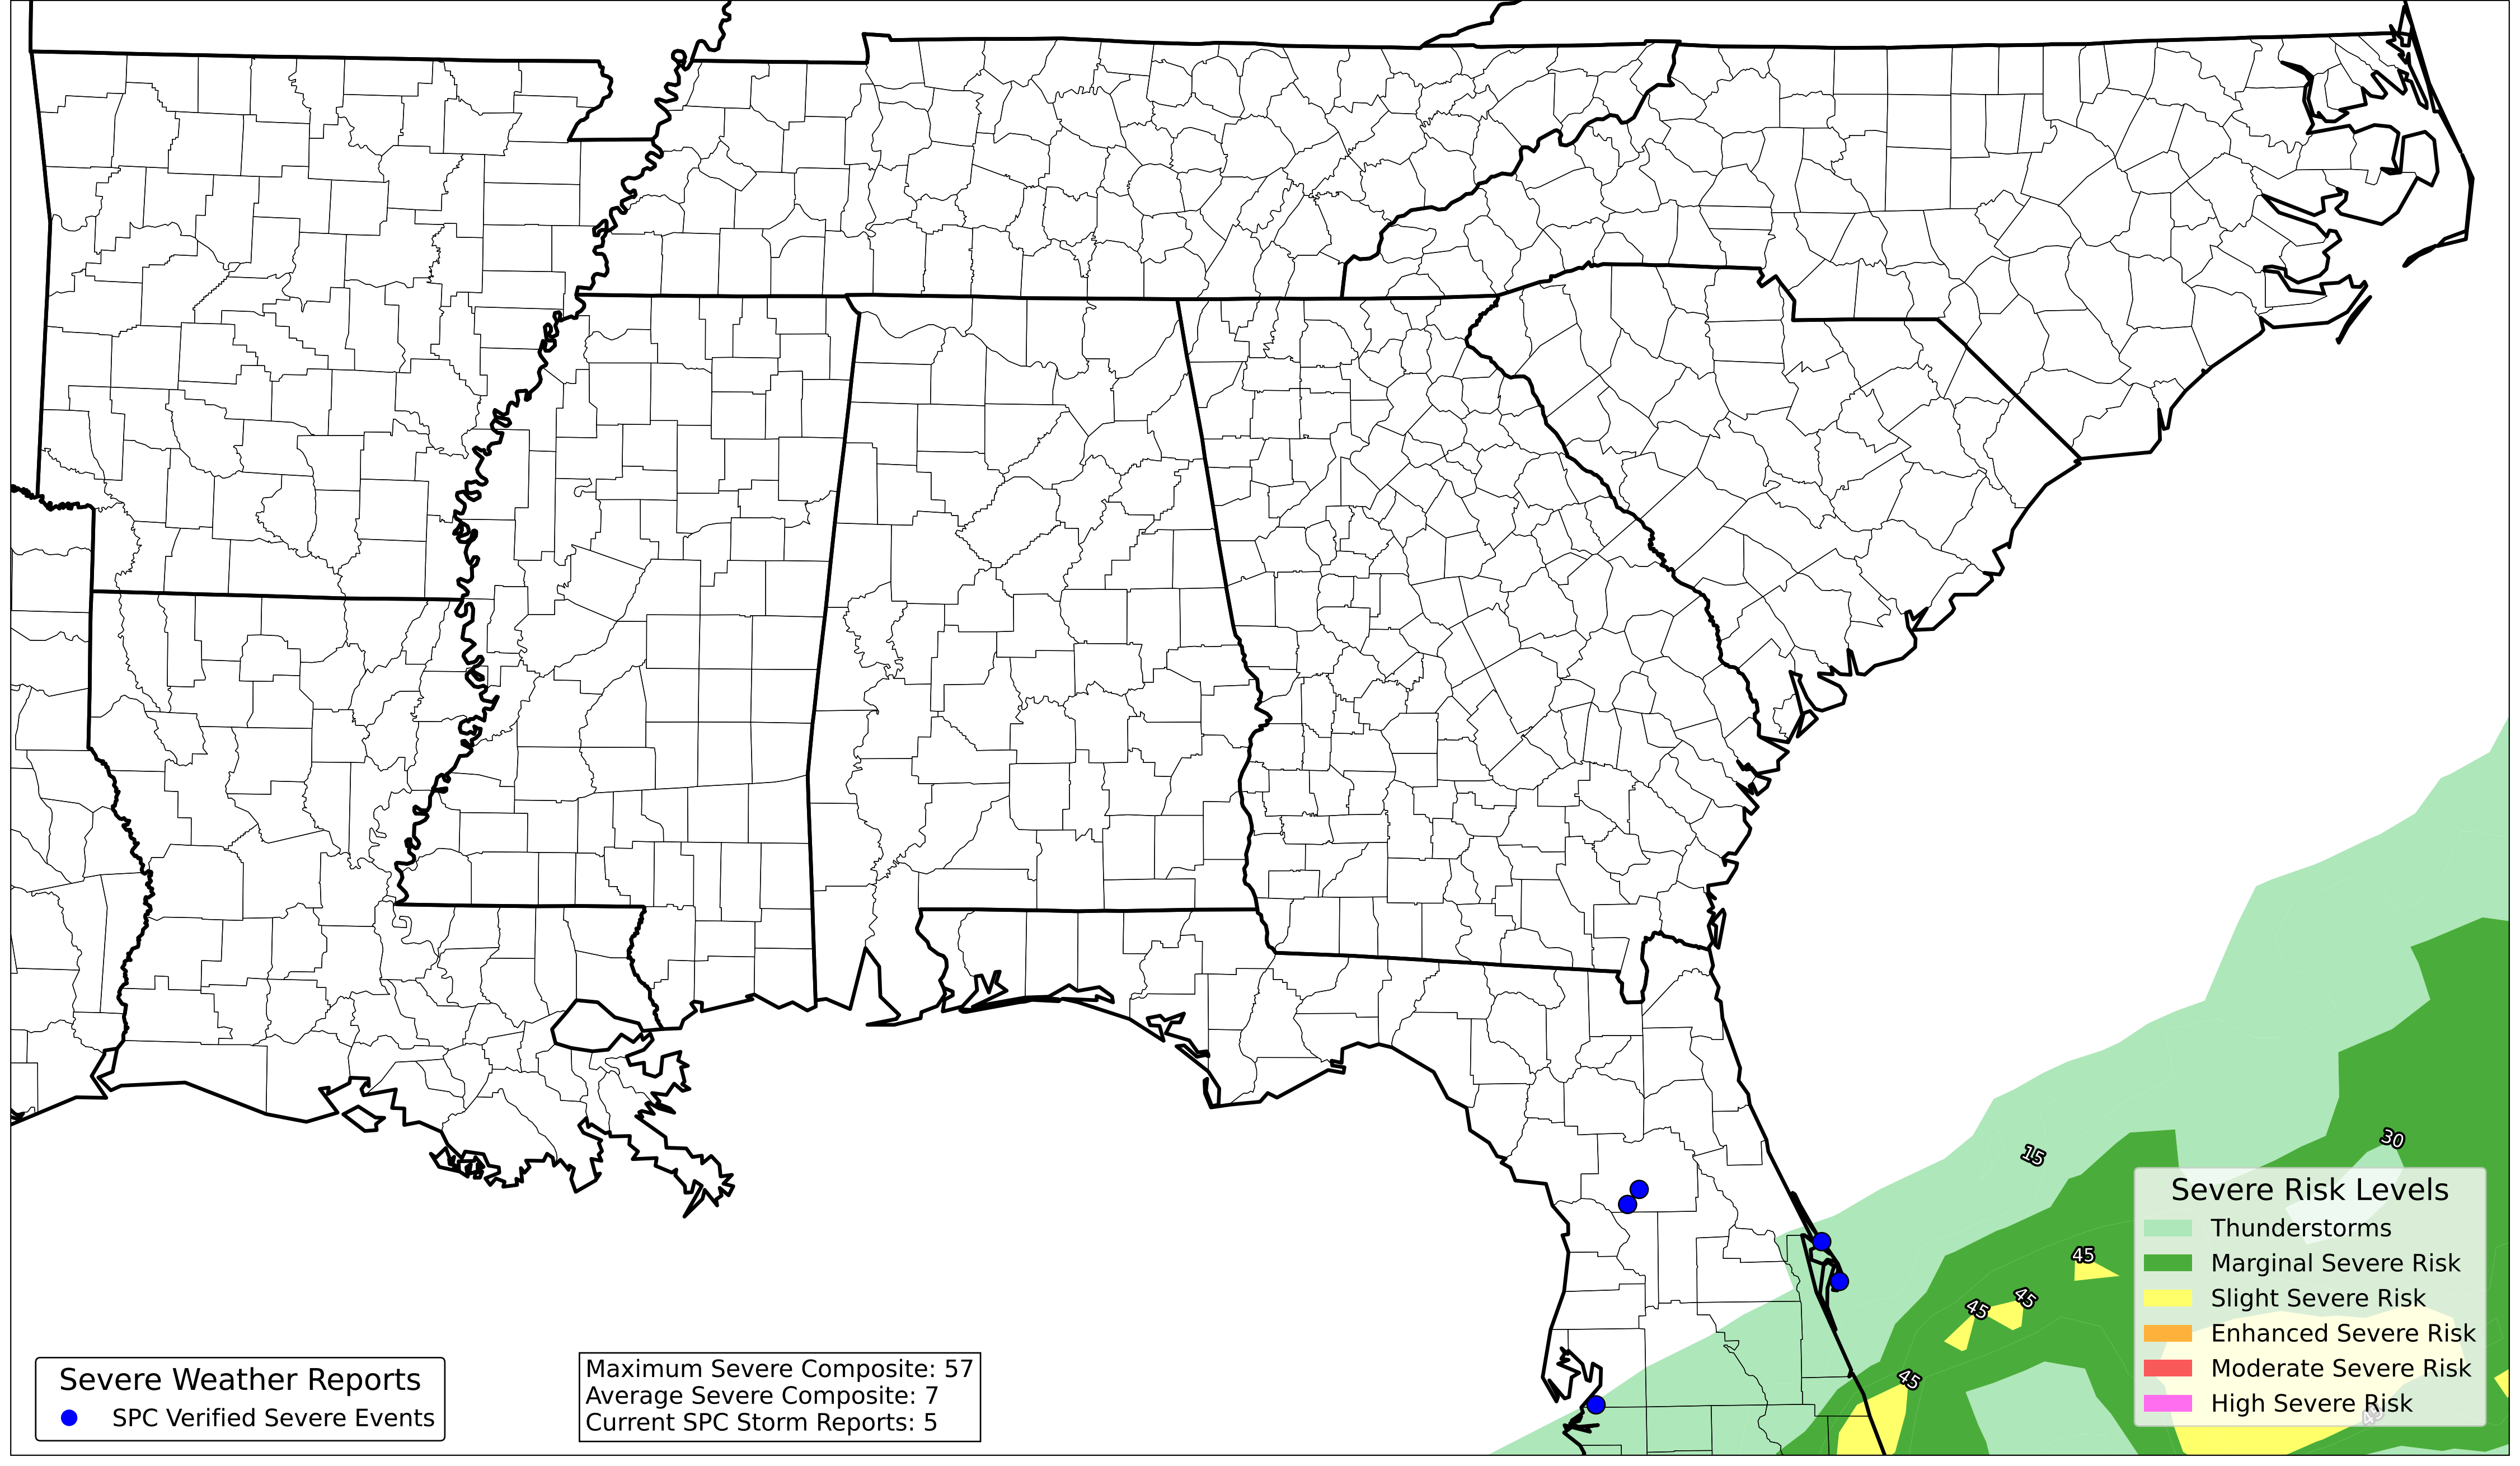 15
30
45
45
45
45
45
Severe Risk Levels
Thunderstorms
Marginal Severe Risk
Slight Severe Risk
Enhanced Severe Risk
Moderate Severe Risk
High Severe Risk
Severe Weather Reports
SPC Verified Severe Events
Maximum Severe Composite: 57
Average Severe Composite: 7
Current SPC Storm Reports: 5